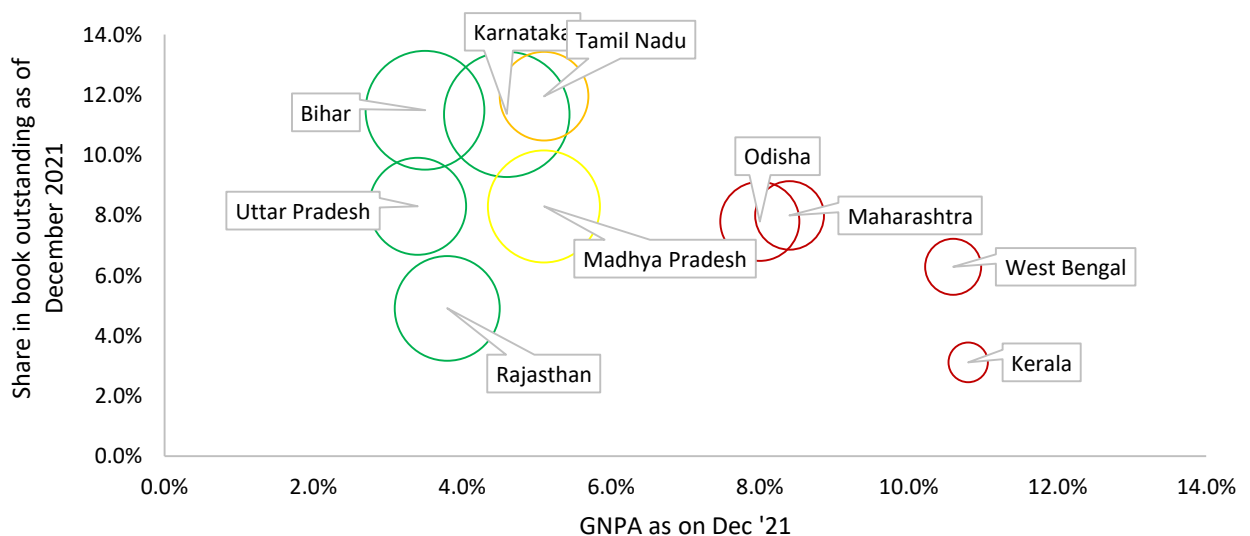 Share in book outstanding as of
December 2021
14.0%
12.0%
10.0%
8.0%
6.0%
4.0%
2.0%
0.0%
Karnataka
Tamil Nadu
Bihar
Odisha
Uttar Pradesh
Maharashtra
Madhya Pradesh
West Bengal
Rajasthan
Kerala
0.0% 2.0% 4.0% 6.0% 8.0% 10.0% 12.0% 14.0%
GNPA as on Dec '21